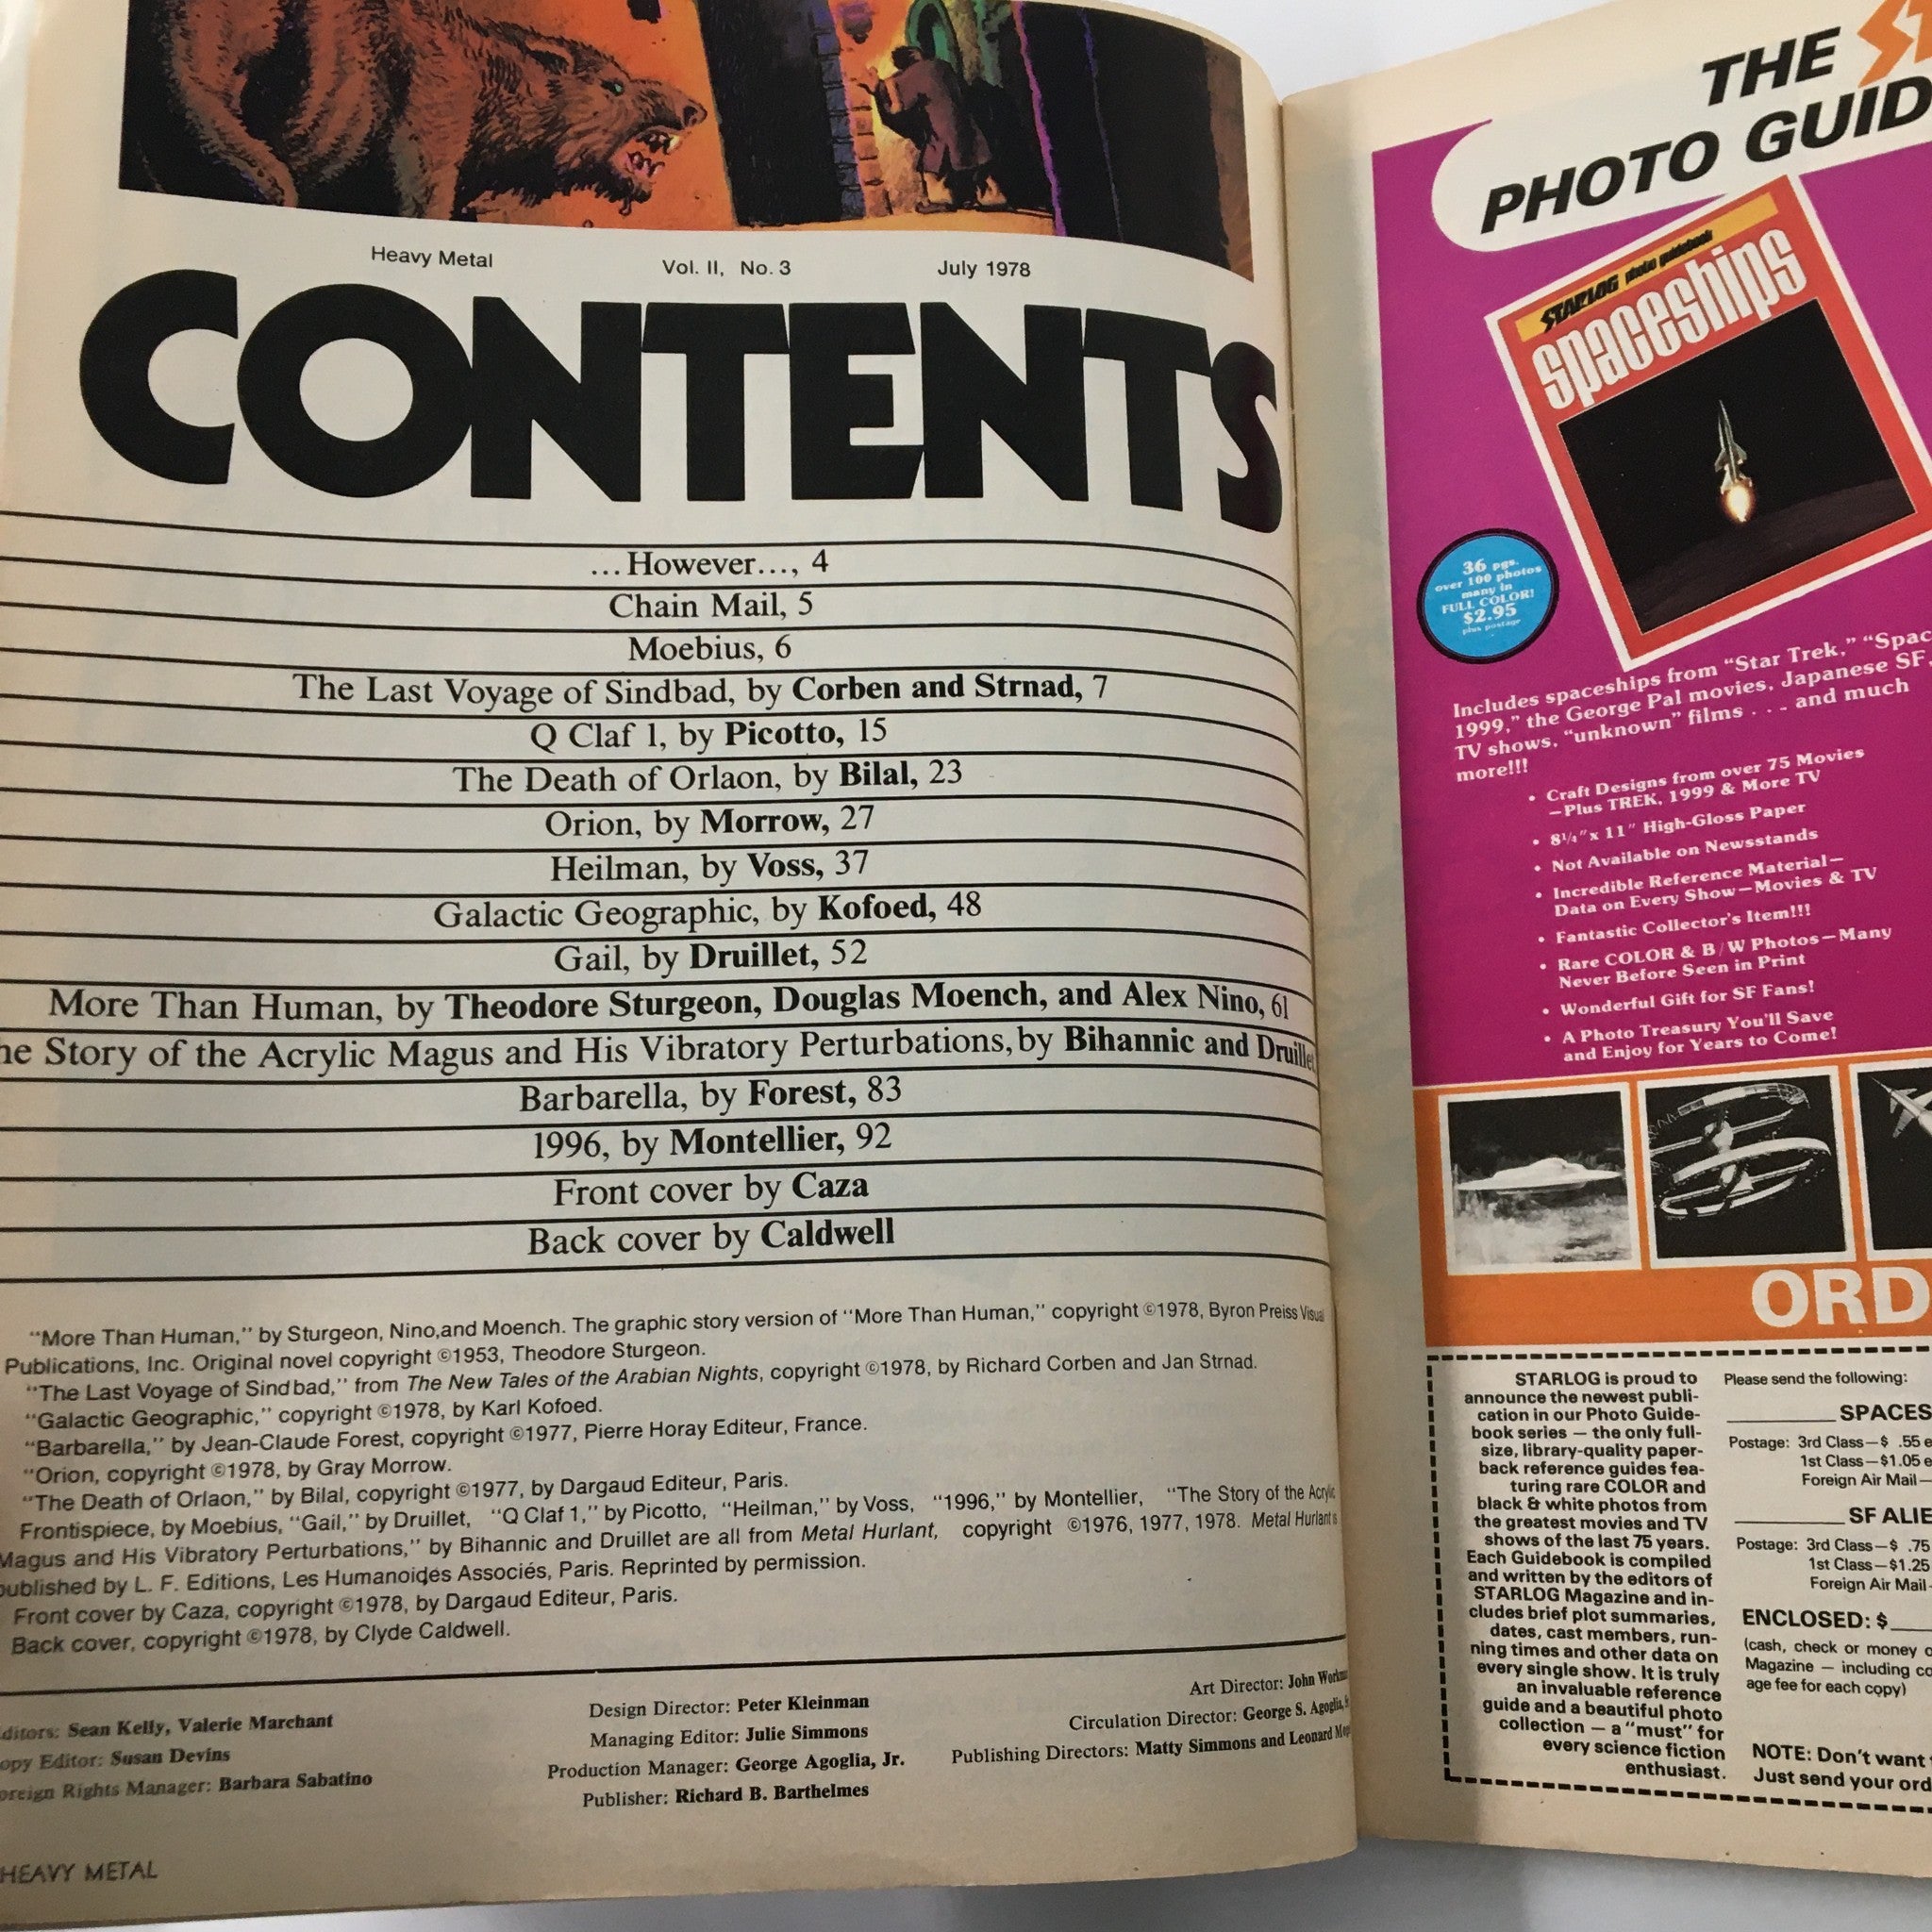 Heavy Metal Vol. II, No. 3 July 1978
CONTENTS
...However..., 4
Chain Mail, 5
Moebius, 6
The Last Voyage of Sindbad, by Corben and Strnad, 7
Q Claf 1, by Picotto, 15
The Death of Orlaon, by Bilal, 23
Orion, by Morrow, 27
Heilman, by Voss, 37
Galactic Geographic, by Kofoed, 48
Gail, by Druillet, 52
More Than Human, by Theodore Sturgeon, Douglas Moench, and Alex Nino, 61
he Story of the Acrylic Magus and His Vibratory Perturbations, by Bihannic and Druillet
Barbarella, by Forest, 83
1996, by Montellier, 92
Front cover by Caza
Back cover by Caldwell
"More Than Human," by Sturgeon, Nino,and Moench. The graphic story version of "More Than Human," copyright ©1978, Byron Preiss Visual
Publications, Inc. Original novel copyright ©1953, Theodore Sturgeon.
"The Last Voyage of Sindbad," from The New Tales of the Arabian Nights, copyright ©1978, by Richard Corben and Jan Strnad.
"Galactic Geographic," copyright ©1978, by Karl Kofoed.
"Barbarella," by Jean-Claude Forest, copyright ©1977, Pierre Horay Editeur, France.
"Orion, copyright ©1978, by Gray Morrow.
"The Death of Orlaon," by Bilal, copyright ©1977, by Dargaud Editeur, Paris.
Frontispiece, by Moebius, "Gail," by Druillet, "Q Claf 1," by Picotto, "Heilman," by Voss, "1996," by Montellier, "The Story of the Acrylic
Magus and His Vibratory Perturbations," by Bihannic and Druillet are all from Metal Hurlant, copyright ©1976, 1977, 1978. Metal Hurlant is
published by L. F. Editions, Les Humanoides Associés, Paris. Reprinted by permission.
Front cover by Caza, copyright ©1978, by Dargaud Editeur, Paris.
Back cover, copyright ©1978, by Clyde Caldwell.
ditors: Sean Kelly, Valerie Marchant
opy Editor: Susan Devins
oreign Rights Manager: Barbara Sabatino
Design Director: Peter Kleinman
Managing Editor: Julie Simmons
Production Manager: George Agoglia, Jr.
Publisher: Richard B. Barthelmes
Art Director: John Workm
Circulation Director: George S. Agoglia,
Publishing Directors: Matty Simmons and Leonard
HEAVY METAL
THE ST
PHOTO GUID
STARLOG photo guidebook
spaceships
36 pgs.
over 100 photos
many in
FULL COLOR!
$2.95
plus postage
Includes spaceships from "Star Trek," "Spac
1999," the George Pal movies, Japanese SF,
TV shows, "unknown" films . . . and much
more!!!
• Craft Designs from over 75 Movies
—Plus TREK, 1999 & More TV
• 8¼" x 11" High-Gloss Paper
• Not Available on Newsstands
• Incredible Reference Material—
Data on Every Show—Movies & TV
• Fantastic Collector's Item!!!
• Rare COLOR & B/W Photos—Many
Never Before Seen in Print
• Wonderful Gift for SF Fans!
• A Photo Treasury You'll Save
and Enjoy for Years to Come!
ORD
STARLOG is proud to
announce the newest publi-
cation in our Photo Guide-
book series — the only full-
size, library-quality paper-
back reference guides fea-
turing rare COLOR and
black & white photos from
the greatest movies and TV
shows of the last 75 years.
Each Guidebook is compiled
and written by the editors of
STARLOG Magazine and in-
cludes brief plot summaries,
dates, cast members, run-
ning times and other data on
every single show. It is truly
an invaluable reference
guide and a beautiful photo
collection — a "must" for
every science fiction
enthusiast.
Please send the following:
SPACES
Postage: 3rd Class—$ .55 e
1st Class—$1.05 e
Foreign Air Mail—
SF ALIE
Postage: 3rd Class—$ .75
1st Class—$1.25
Foreign Air Mail-
ENCLOSED: $
(cash, check or money o
Magazine — including co
age fee for each copy)
NOTE: Don't want
Just send your ord